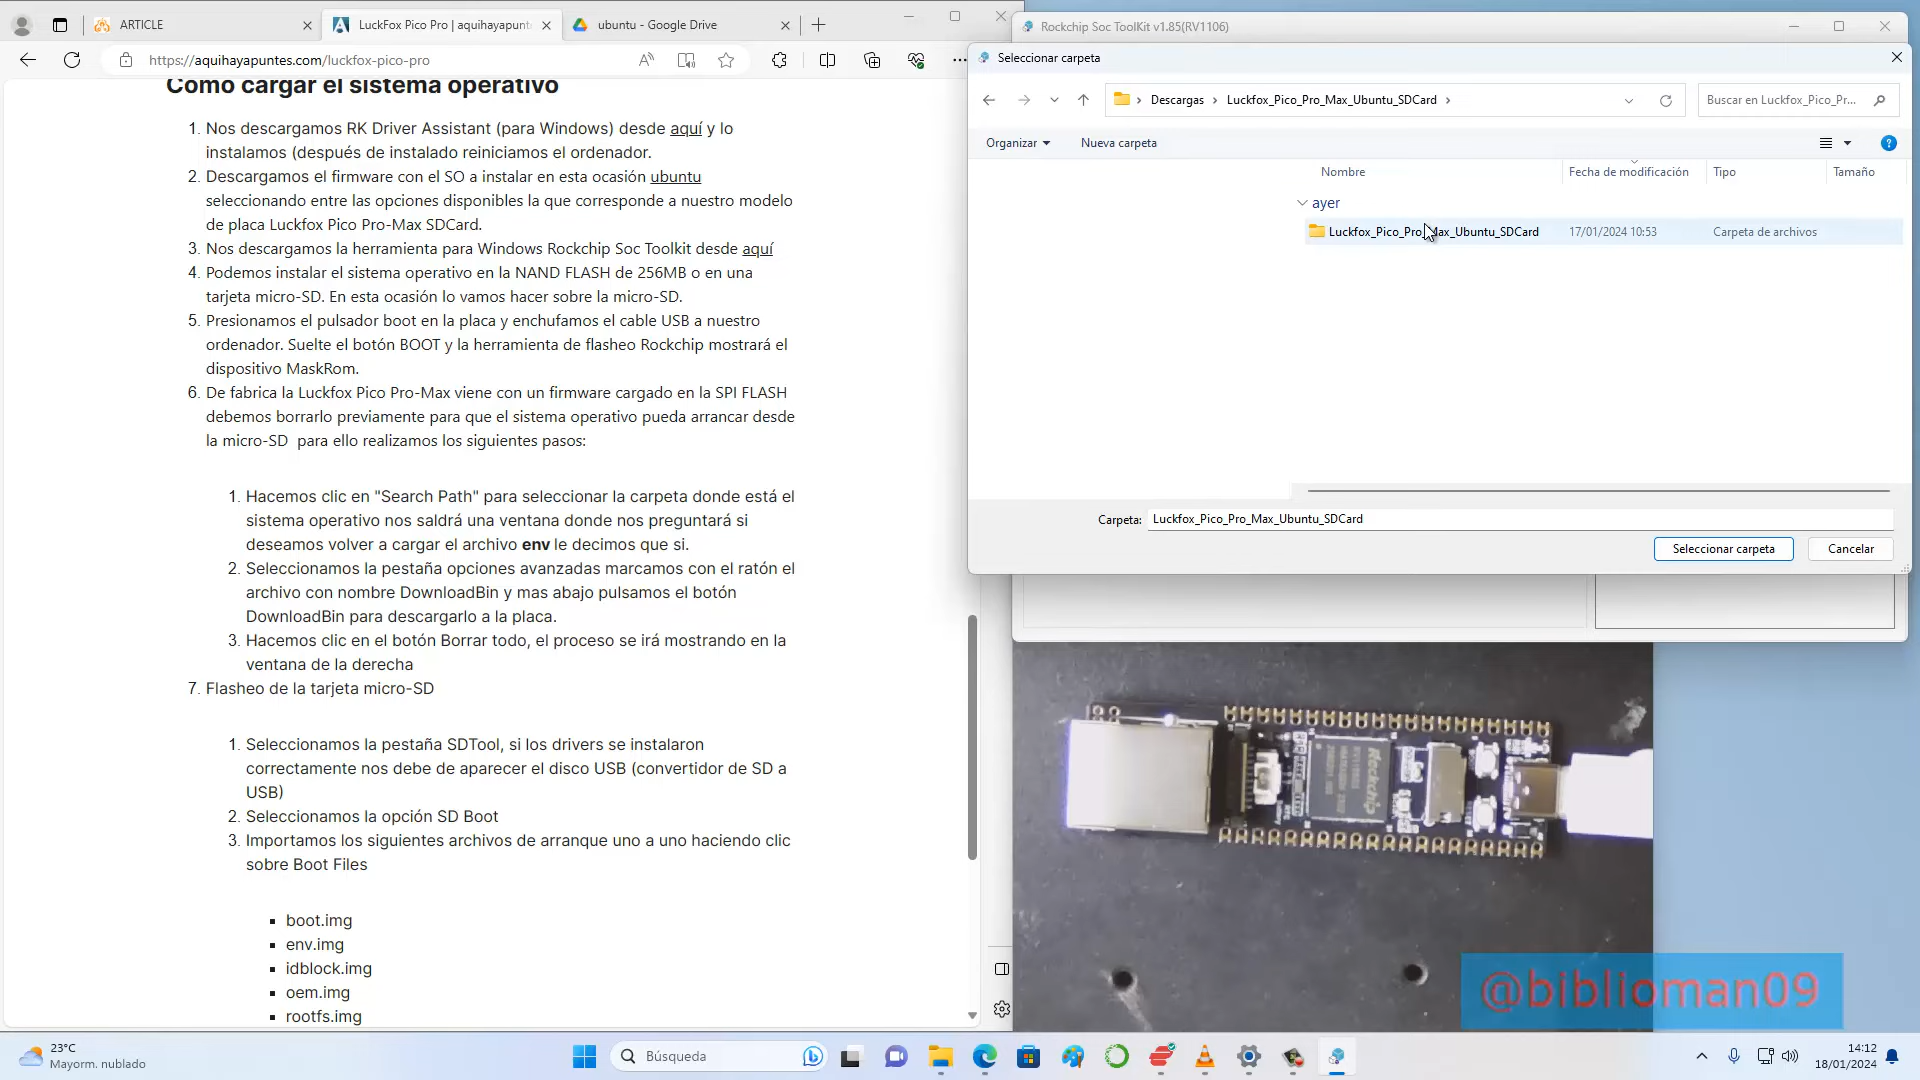 ARTICLE
LuckFox Pico Pro | aquihayapunte
ubuntu - Google Drive
https://aquihayapuntes.com/luckfox-pico-pro
Como cargar el sistema operativo
1. Nos descargamos RK Driver Assistant (para Windows) desde aquí y lo
instalamos (después de instalado reiniciamos el ordenador.
2. Descargamos el firmware con el SO a instalar en esta ocasión ubuntu
seleccionando entre las opciones disponibles la que corresponde a nuestro modelo
de placa Luckfox Pico Pro-Max SDCard.
3. Nos descargamos la herramienta para Windows Rockchip Soc Toolkit desde aquí
4. Podemos instalar el sistema operativo en la NAND FLASH de 256MB o en una
tarjeta micro-SD. En esta ocasión lo vamos hacer sobre la micro-SD.
5. Presionamos el pulsador boot en la placa y enchufamos el cable USB a nuestro
ordenador. Suelte el botón BOOT y la herramienta de flasheo Rockchip mostrará el
dispositivo MaskRom.
6. De fabrica la Luckfox Pico Pro-Max viene con un firmware cargado en la SPI FLASH
debemos borrarlo previamente para que el sistema operativo pueda arrancar desde
la micro-SD para ello realizamos los siguientes pasos:
1. Hacemos clic en "Search Path" para seleccionar la carpeta donde está el
sistema operativo nos saldrá una ventana donde nos preguntará si
deseamos volver a cargar el archivo env le decimos que si.
2. Seleccionamos la pestaña opciones avanzadas marcamos con el ratón el
archivo con nombre DownloadBin y mas abajo pulsamos el botón
DownloadBin para descargarlo a la placa.
3. Hacemos clic en el botón Borrar todo, el proceso se irá mostrando en la
ventana de la derecha
7. Flasheo de la tarjeta micro-SD
1. Seleccionamos la pestaña SDTool, si los drivers se instalaron
correctamente nos debe de aparecer el disco USB (convertidor de SD a
USB)
2. Seleccionamos la opción SD Boot
3. Importamos los siguientes archivos de arranque uno a uno haciendo clic
sobre Boot Files
▪ boot.img
▪ env.img
▪ idblock.img
▪ oem.img
▪ rootfs.img
Rockchip Soc ToolKit v1.85(RV1106)
Seleccionar carpeta
Descargas › Luckfox_Pico_Pro_Max_Ubuntu_SDCard ›
Buscar en Luckfox_Pico_Pr...
Organizar
Nueva carpeta
Nombre Fecha de modificación Tipo Tamaño
ayer
Luckfox_Pico_Pro_Max_Ubuntu_SDCard 17/01/2024 10:53 Carpeta de archivos
Carpeta: Luckfox_Pico_Pro_Max_Ubuntu_SDCard
Seleccionar carpeta
Cancelar
Rockchip
@biblioman09
23°C
Mayorm. nublado
Búsqueda
14:12
18/01/2024